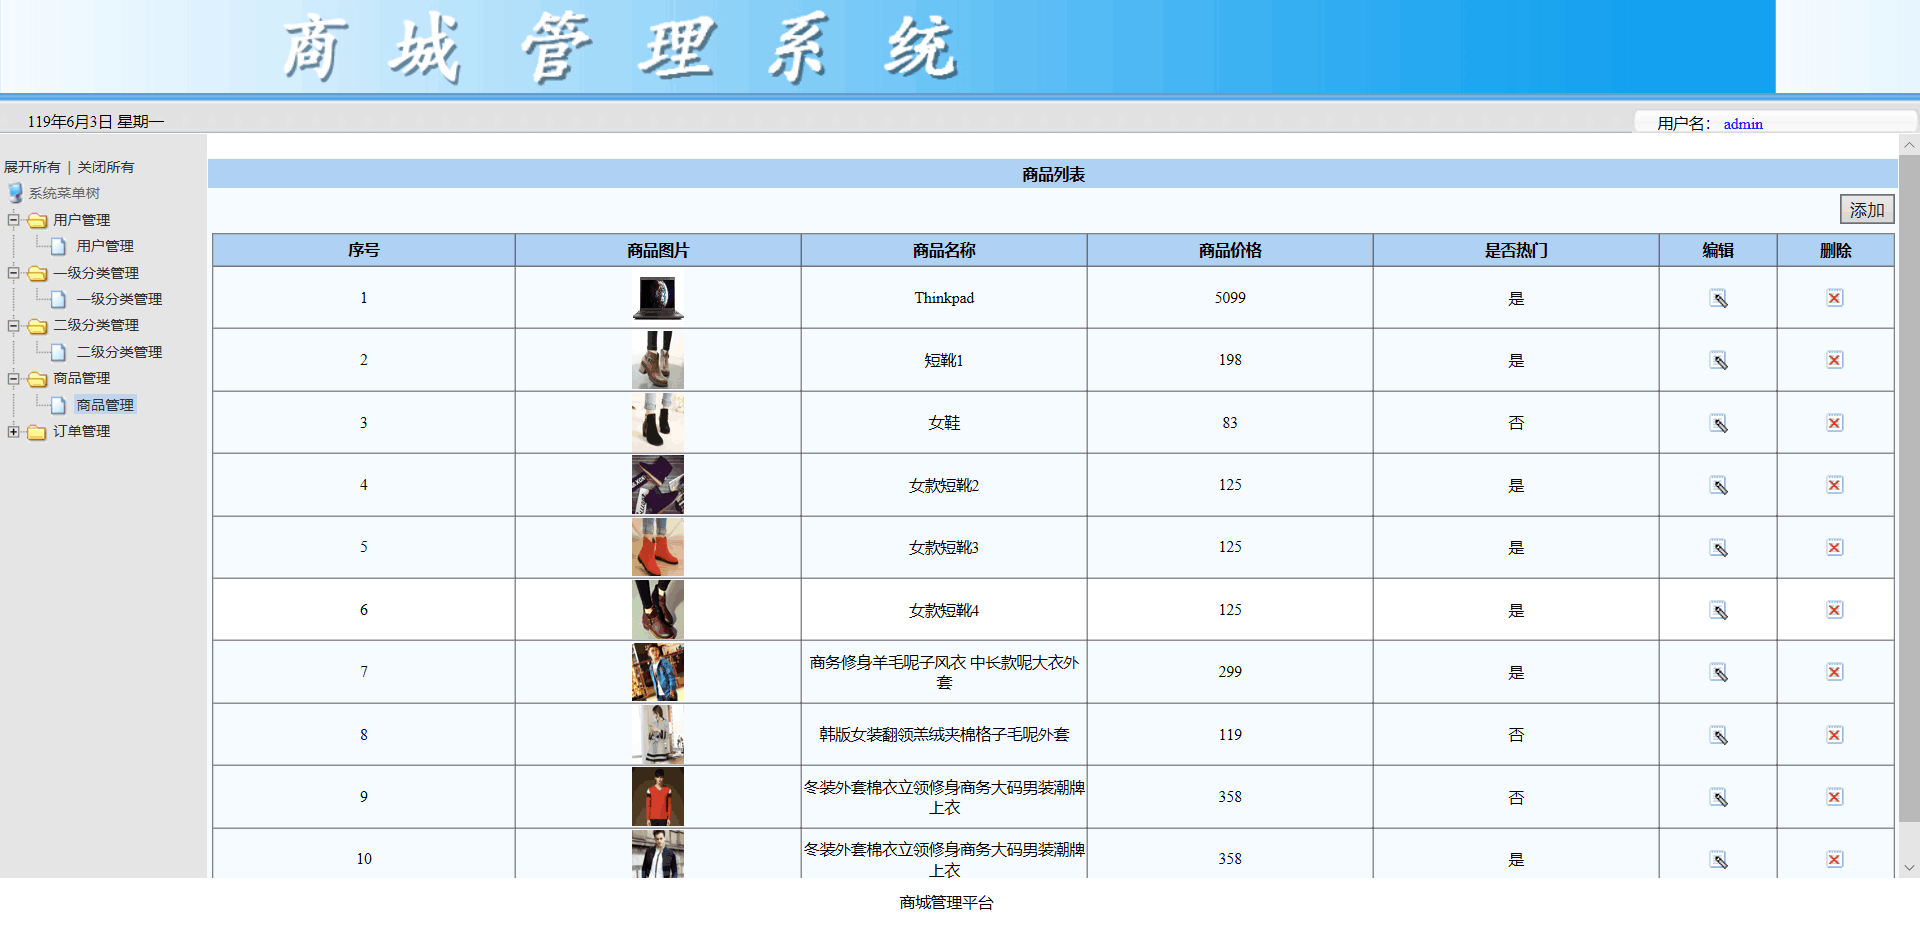 商城管理系统
119年6月3日 星期一
用户名： admin
展开所有 | 关闭所有
系统菜单树
用户管理
用户管理
一级分类管理
一级分类管理
二级分类管理
二级分类管理
商品管理
商品管理
订单管理
商品列表
添加
序号 商品图片 商品名称 商品价格 是否热门 编辑 删除
1 Thinkpad 5099 是
2 短靴1 198 是
3 女鞋 83 否
4 女款短靴2 125 是
5 女款短靴3 125 是
6 女款短靴4 125 是
7 商务修身羊毛呢子风衣 中长款呢大衣外
套 299 是
8 韩版女装翻领羔绒夹棉格子毛呢外套 119 否
9 冬装外套棉衣立领修身商务大码男装潮牌
上衣 358 否
10 冬装外套棉衣立领修身商务大码男装潮牌
上衣 358 是
商城管理平台